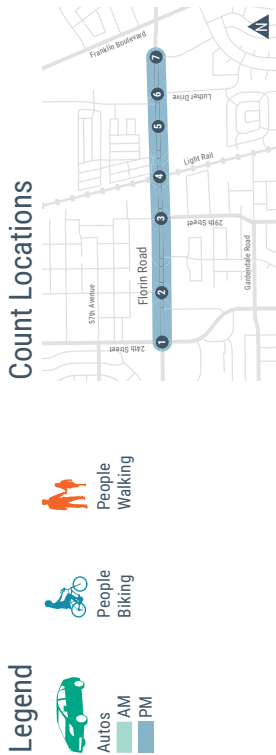 Legend
Autos
AM
PM
People
Biking
People
Walking
Count Locations
24th Street
57th Avenue
Florin Road
29th Street
Gardendale Road
Light Rail
Luther Drive
Franklin Boulevard
1
2
3
4
5
6
7
N